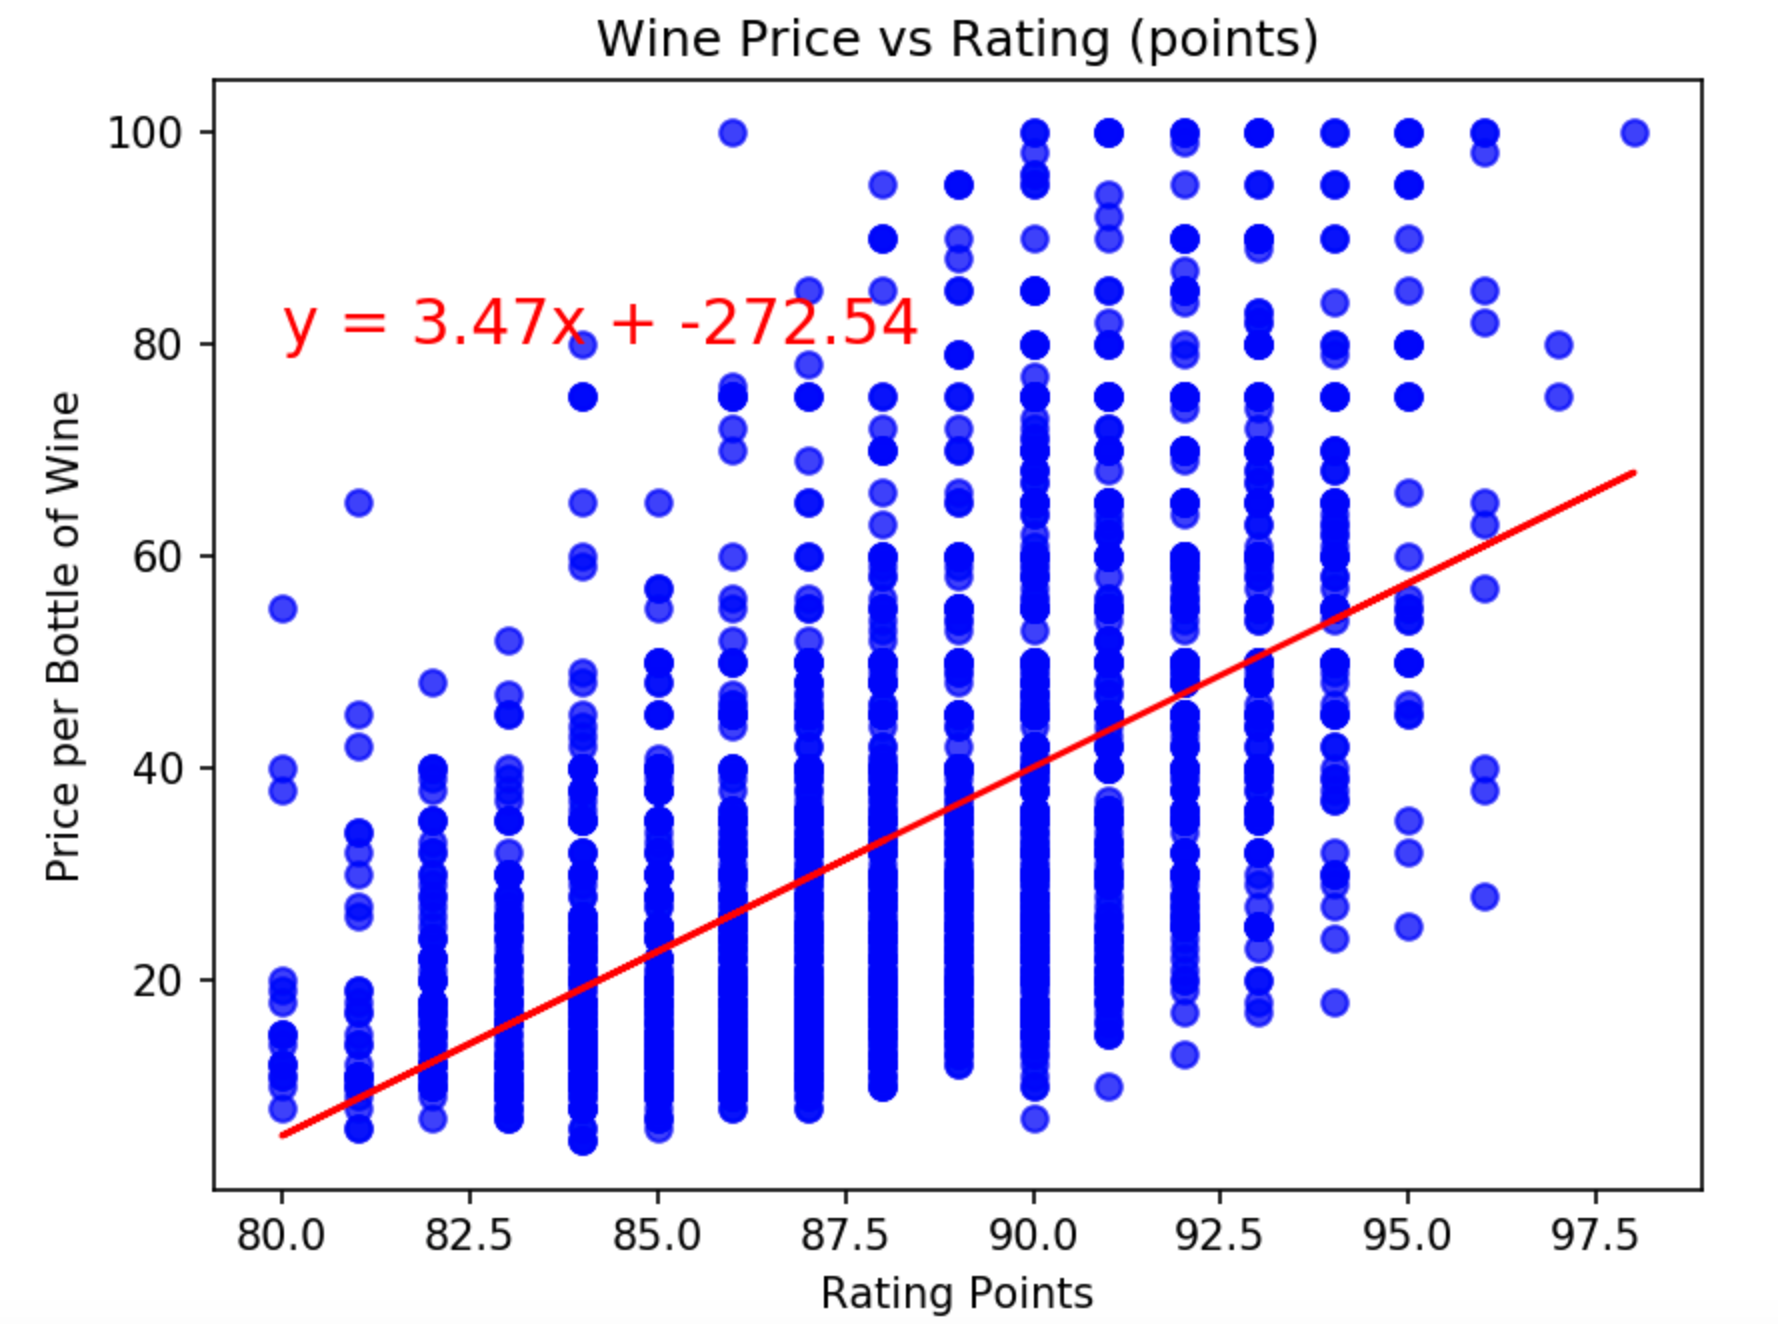 Wine Price vs Rating (points)
100
80
60
40
20
y = 3.47x + -272.54
Price per Bottle of Wine
80.0 82.5 85.0 87.5 90.0 92.5 95.0 97.5
Rating Points